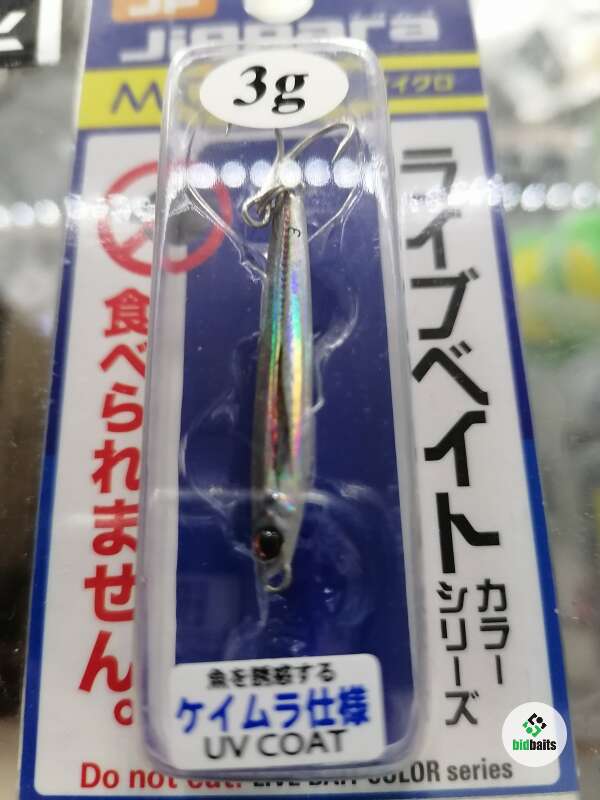 Jigpara
3g
イクロ
ライブベイト
カラー
シリーズ
食べられません。
3
魚を誘惑する
ケイムラ仕様
UV COAT
Do not eat. LIVE BAIT COLOR series
bidbaits